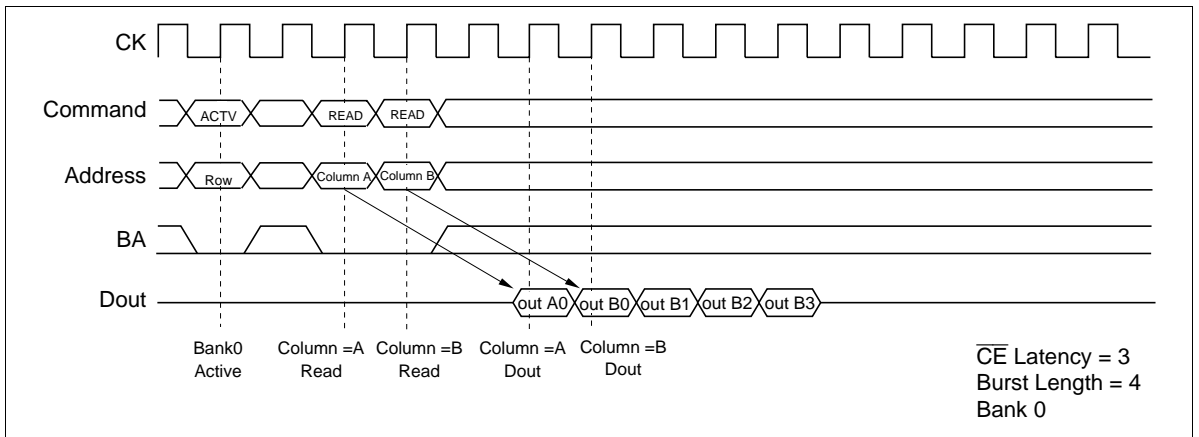 CK
Command
ACTV
READ
READ
Address
Row
Column A
Column B
BA
Dout
out A0
out B0
out B1
out B2
out B3
Bank0
Active
Column =A
Read
Column =B
Read
Column =A
Dout
Column =B
Dout
C̅E̅ Latency = 3
Burst Length = 4
Bank 0